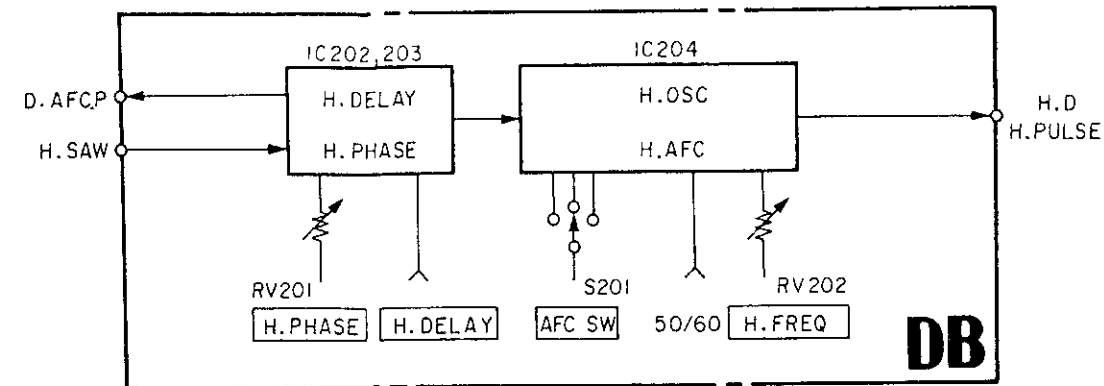 IC202,203
IC204
D.AFC.P
H.DELAY
H.OSC
H.D
H.PULSE
H.SAW
H.PHASE
H.AFC
RV201
S201
RV202
H.PHASE
H.DELAY
AFC SW
50/60
H.FREQ
DB